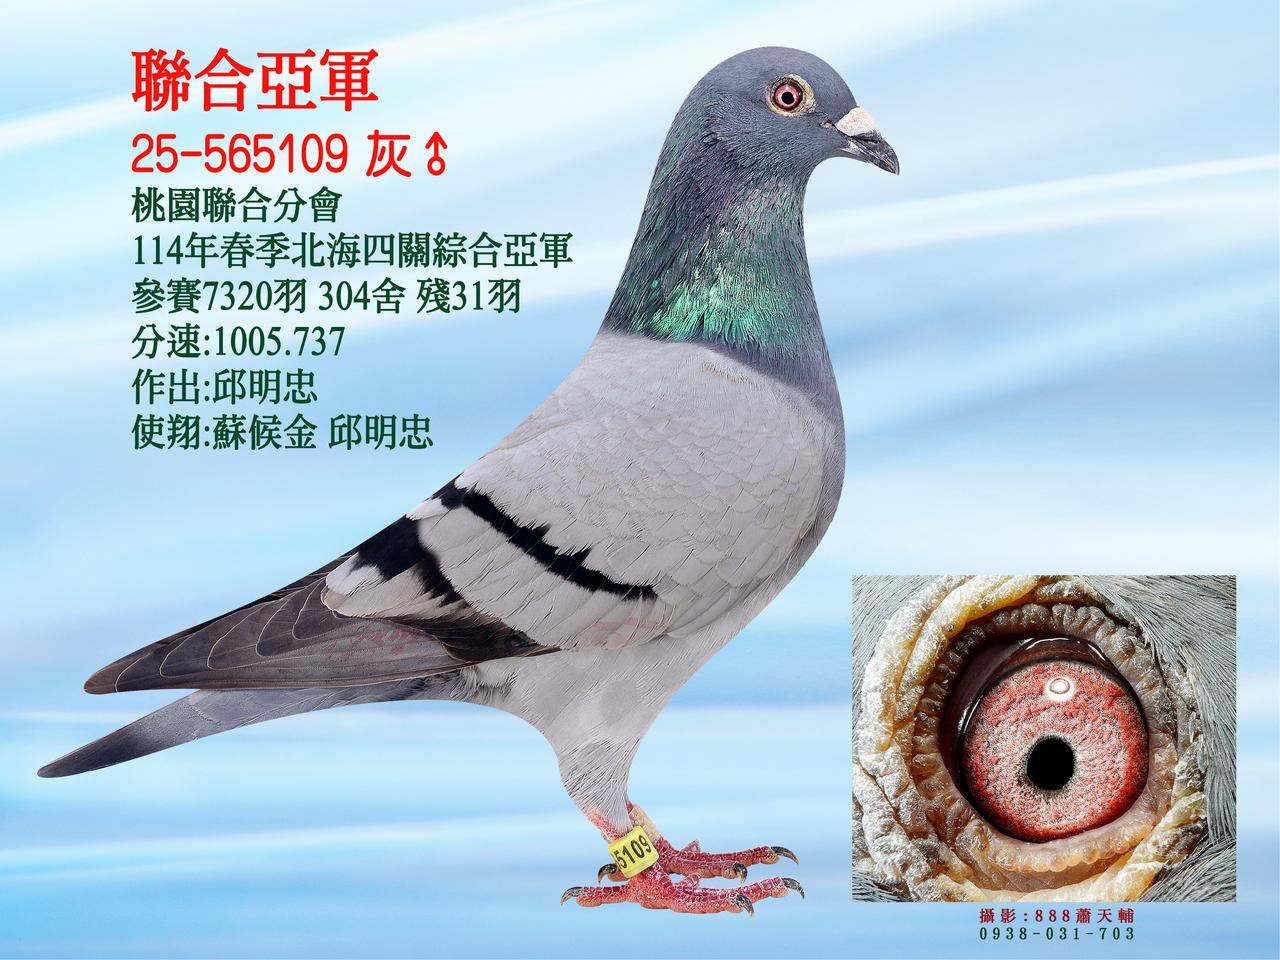 聯合亞軍
25-565109 灰♂
桃園聯合分會
114年春季北海四關綜合亞軍
參賽7320羽 304舍 殘31羽
分速:1005.737
作出:邱明忠
使翔:蘇候金 邱明忠
5109
攝影:888蕭天輔
0938-031-703